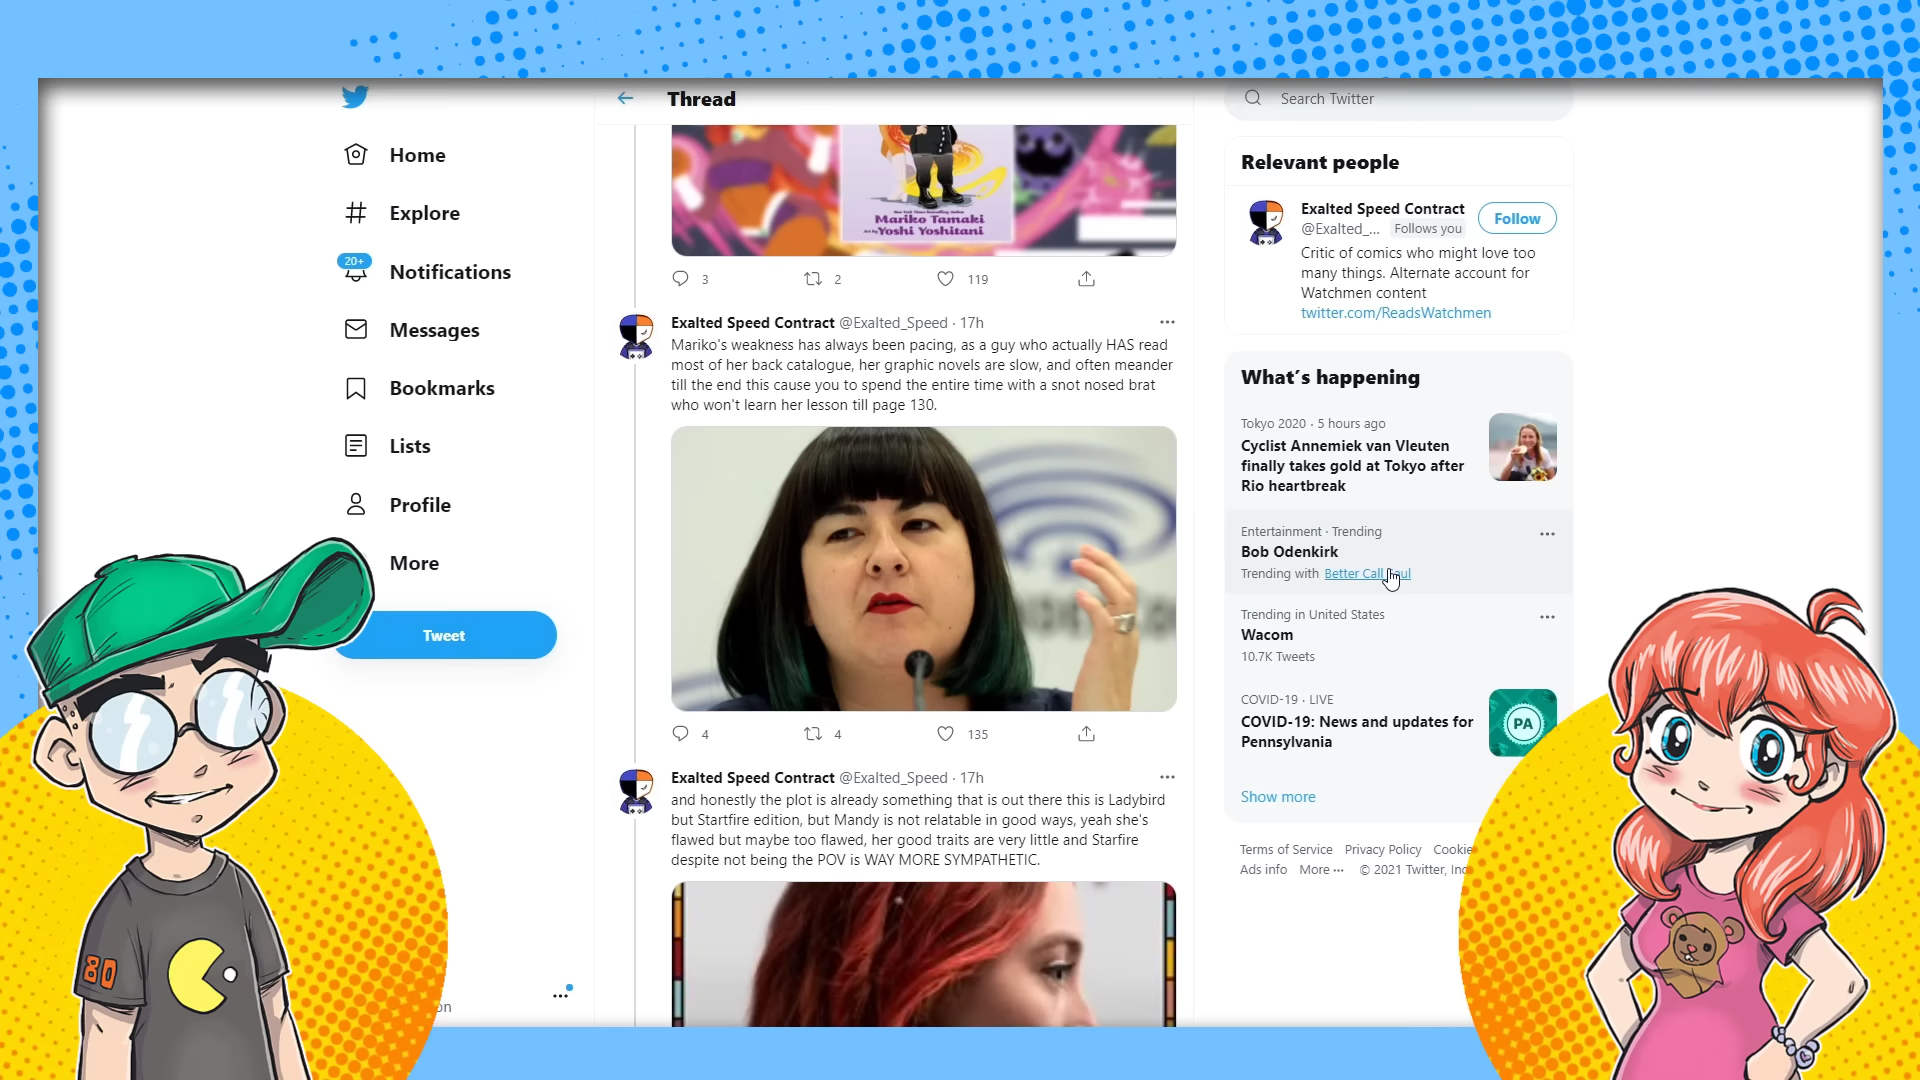 Home
Explore
20+
Notifications
Messages
Bookmarks
Lists
Profile
More
Tweet
Thread
New York Times Bestselling Author
Mariko Tamaki
Art by Yoshi Yoshitani
3
2
119
Exalted Speed Contract @Exalted_Speed · 17h
Mariko's weakness has always been pacing, as a guy who actually HAS read
most of her back catalogue, her graphic novels are slow, and often meander
till the end this cause you to spend the entire time with a snot nosed brat
who won't learn her lesson till page 130.
4
4
135
Exalted Speed Contract @Exalted_Speed · 17h
and honestly the plot is already something that is out there this is Ladybird
but Startfire edition, but Mandy is not relatable in good ways, yeah she's
flawed but maybe too flawed, her good traits are very little and Starfire
despite not being the POV is WAY MORE SYMPATHETIC.
Search Twitter
Relevant people
Exalted Speed Contract
Follow
@Exalted_... Follows you
Critic of comics who might love too
many things. Alternate account for
Watchmen content
twitter.com/ReadsWatchmen
What's happening
Tokyo 2020 · 5 hours ago
Cyclist Annemiek van Vleuten
finally takes gold at Tokyo after
Rio heartbreak
Entertainment · Trending
Bob Odenkirk
Trending with Better Call
Trending in United States
Wacom
10.7K Tweets
COVID-19 · LIVE
COVID-19: News and updates for
Pennsylvania
PA
Show more
Terms of Service Privacy Policy Cookie
Ads info More ··· © 2021 Twitter, Inc
80